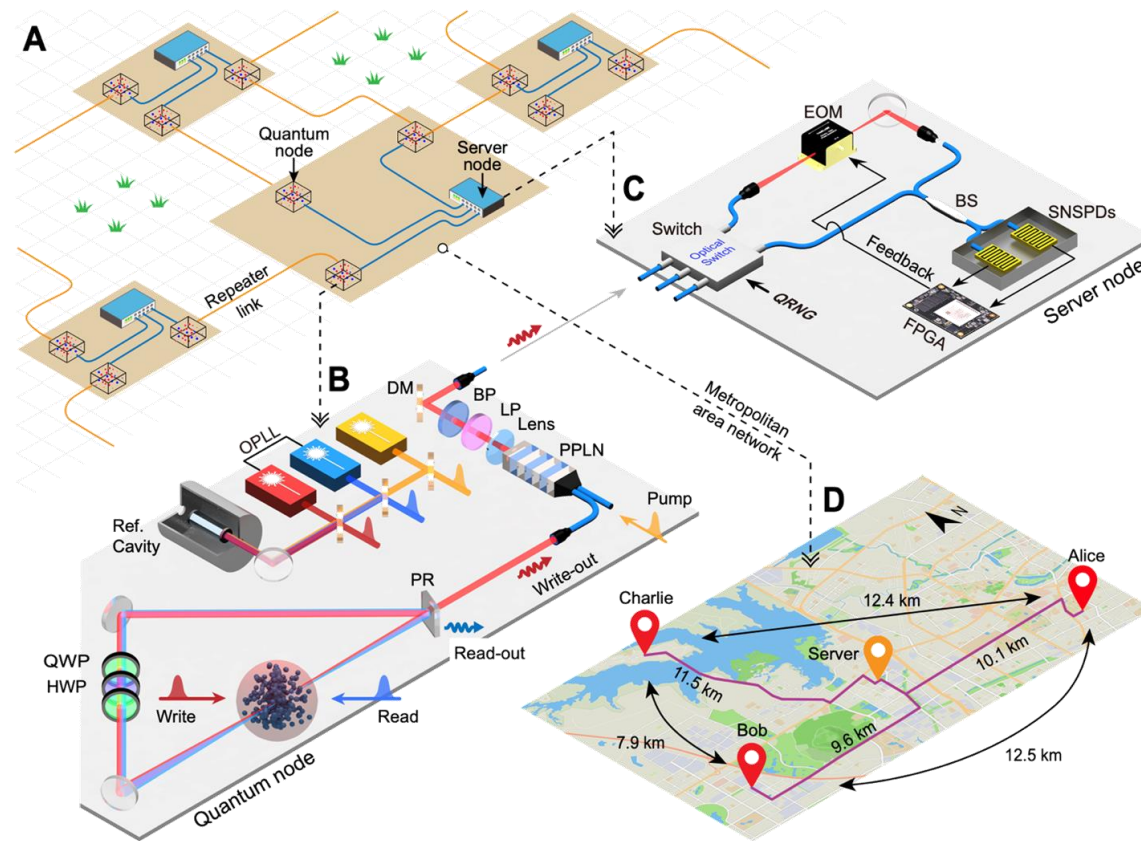 A
Quantum
node
Server
node
Repeater
link
C
EOM
BS
SNSPDs
Switch
Optical
Switch
Feedback
QRNG
FPGA
Server node
B
DM
BP
LP
Lens
PPLN
OPLL
Pump
Ref.
Cavity
Write-out
PR
Read-out
QWP
HWP
Write
Read
Quantum node
Metropolitan
area network
D
N
Alice
Charlie
12.4 km
Server
10.1 km
11.5 km
Bob
9.6 km
7.9 km
12.5 km